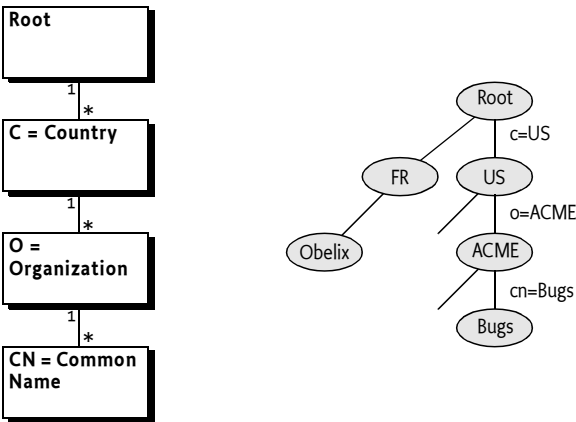 Root
1
*
C = Country
1
*
O =
Organization
1
*
CN = Common
Name
Root
c=US
FR
US
o=ACME
Obelix
ACME
cn=Bugs
Bugs